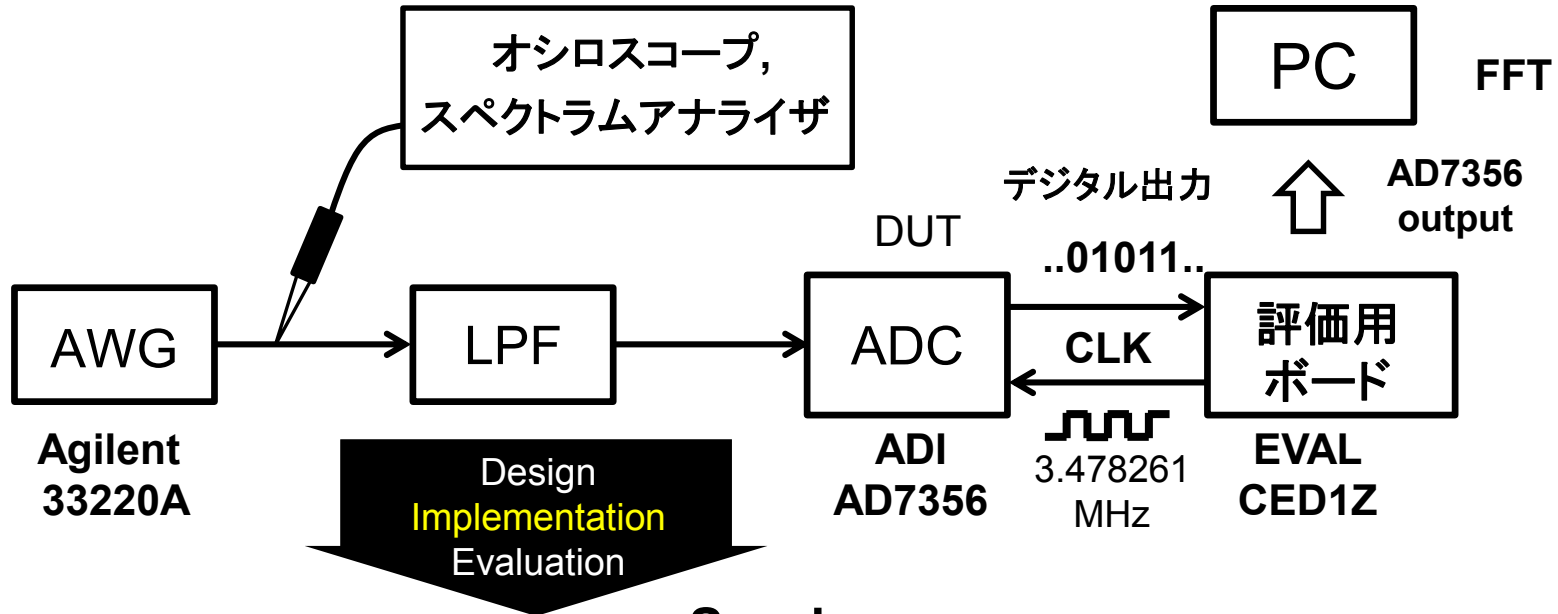 オシロスコープ,
スペクトラムアナライザ
PC
FFT
デジタル出力
AD7356
output
DUT
..01011..
AWG
LPF
ADC
CLK
評価用
ボード
Agilent
33220A
ADI
AD7356
3.478261
MHz
EVAL
CED1Z
Design
Implementation
Evaluation